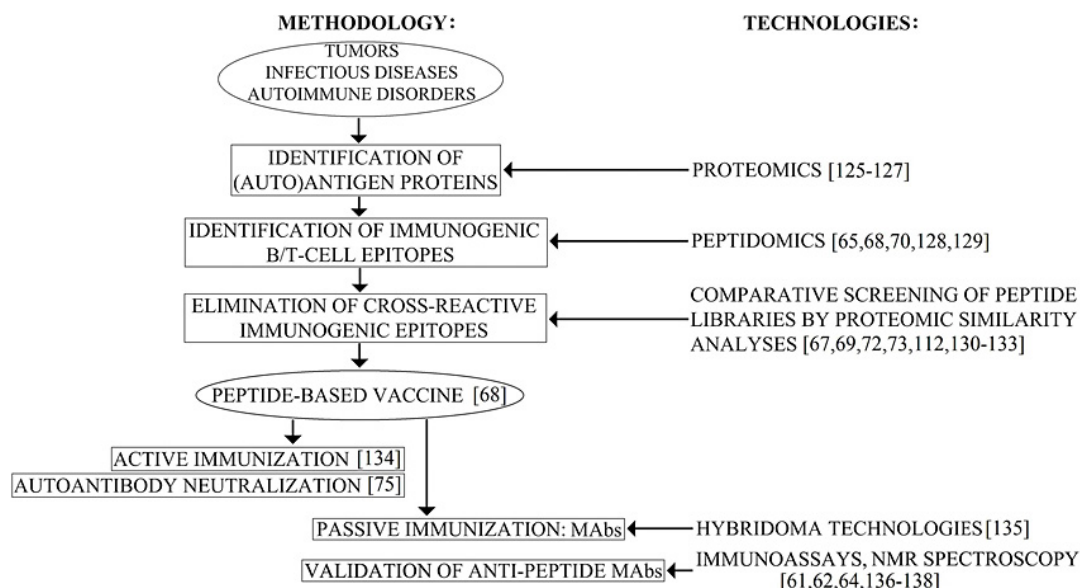 METHODOLOGY:
TECHNOLOGIES:
TUMORS
INFECTIOUS DISEASES
AUTOIMMUNE DISORDERS
IDENTIFICATION OF
(AUTO)ANTIGEN PROTEINS
PROTEOMICS [125-127]
IDENTIFICATION OF IMMUNOGENIC
B/T-CELL EPITOPES
PEPTIDOMICS [65,68,70,128,129]
ELIMINATION OF CROSS-REACTIVE
IMMUNOGENIC EPITOPES
COMPARATIVE SCREENING OF PEPTIDE
LIBRARIES BY PROTEOMIC SIMILARITY
ANALYSES [67,69,72,73,112,130-133]
PEPTIDE-BASED VACCINE [68]
ACTIVE IMMUNIZATION [134]
AUTOANTIBODY NEUTRALIZATION [75]
PASSIVE IMMUNIZATION: MAbs
HYBRIDOMA TECHNOLOGIES[135]
VALIDATION OF ANTI-PEPTIDE MAbs
IMMUNOASSAYS, NMR SPECTROSCOPY
[61,62,64,136-138]